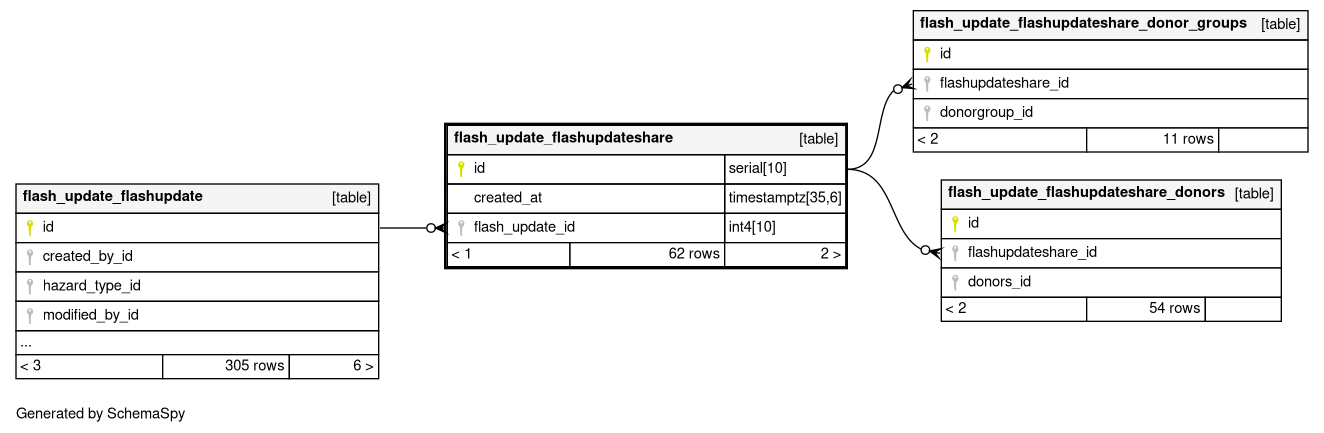 flash_update_flashupdateshare_donor_groups [table]
id
flashupdateshare_id
donorgroup_id
< 2 11 rows
flash_update_flashupdateshare [table]
id serial[10]
created_at timestamptz[35,6]
flash_update_id int4[10]
< 1 62 rows 2 >
flash_update_flashupdateshare_donors [table]
id
flashupdateshare_id
donors_id
< 2 54 rows
flash_update_flashupdate [table]
id
created_by_id
hazard_type_id
modified_by_id
...
< 3 305 rows 6 >
Generated by SchemaSpy